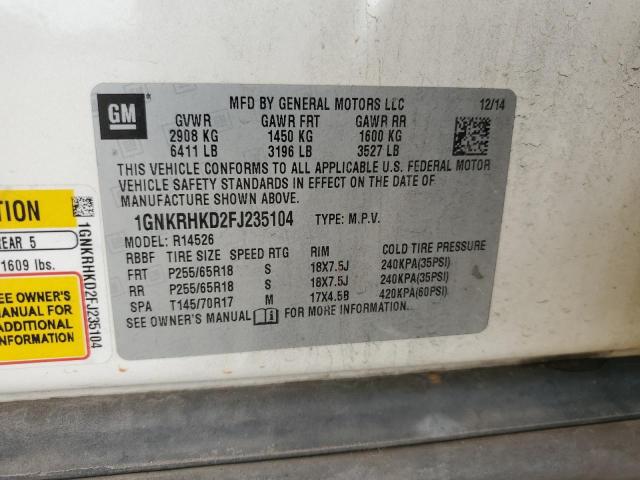 GM
MFD BY GENERAL MOTORS LLC 12/14
GVWR GAWR FRT GAWR RR
2908 KG 1450 KG 1600 KG
6411 LB 3196 LB 3527 LB
THIS VEHICLE CONFORMS TO ALL APPLICABLE U.S. FEDERAL MOTOR
VEHICLE SAFETY STANDARDS IN EFFECT ON THE DATE OF
MANUFACTURE SHOWN ABOVE.
1GNKRHKD2FJ235104 TYPE: M.P.V.
MODEL: R14526
RBBF TIRE SIZE SPEED RTG RIM COLD TIRE PRESSURE
FRT P255/65R18 S 18X7.5J 240KPA(35PSI)
RR P255/65R18 S 18X7.5J 240KPA(35PSI)
SPA T145/70R17 M 17X4.5B 420KPA(60PSI)
SEE OWNER'S MANUAL FOR MORE INFORMATION.
TION
REAR 5
1609 lbs.
SEE OWNER'S
MANUAL FOR
ADDITIONAL
INFORMATION
1GNKRHKD2FJ235104